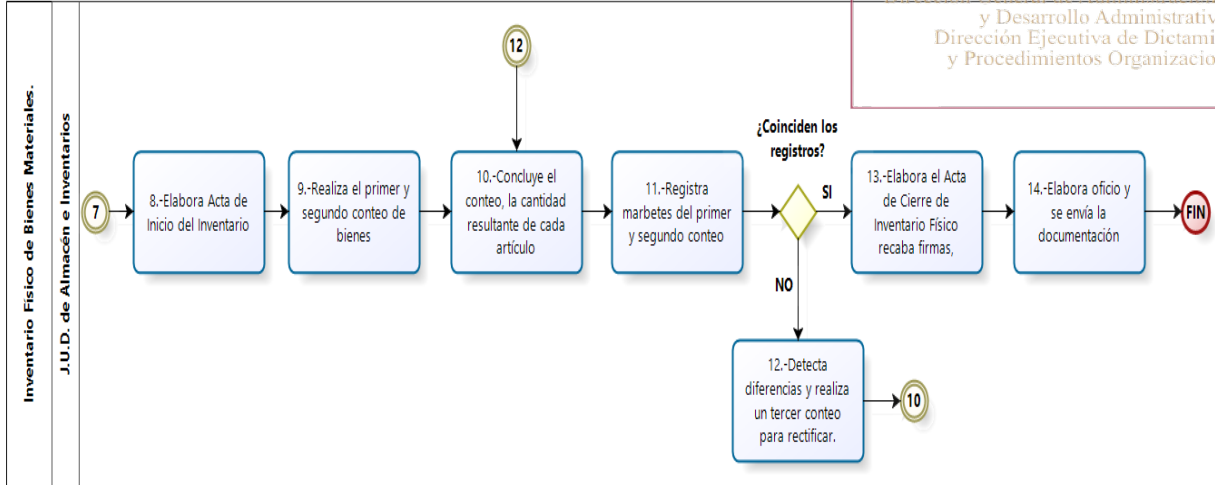 y Desarrollo Administrativ
Dirección Ejecutiva de Dictami
y Procedimientos Organizacio
Inventario Físico de Bienes Materiales.
J.U.D. de Almacén e Inventarios
12
7
8.-Elabora Acta de
Inicio del Inventario
9.-Realiza el primer y
segundo conteo de
bienes
10.-Concluye el
conteo, la cantidad
resultante de cada
artículo
11.-Registra
marbetes del primer
y segundo conteo
¿Coinciden los
registros?
SI
13.-Elabora el Acta
de Cierre de
Inventario Físico
recaba firmas,
14.-Elabora oficio y
se envía la
documentación
FIN
NO
12.-Detecta
diferencias y realiza
un tercer conteo
para rectificar.
10